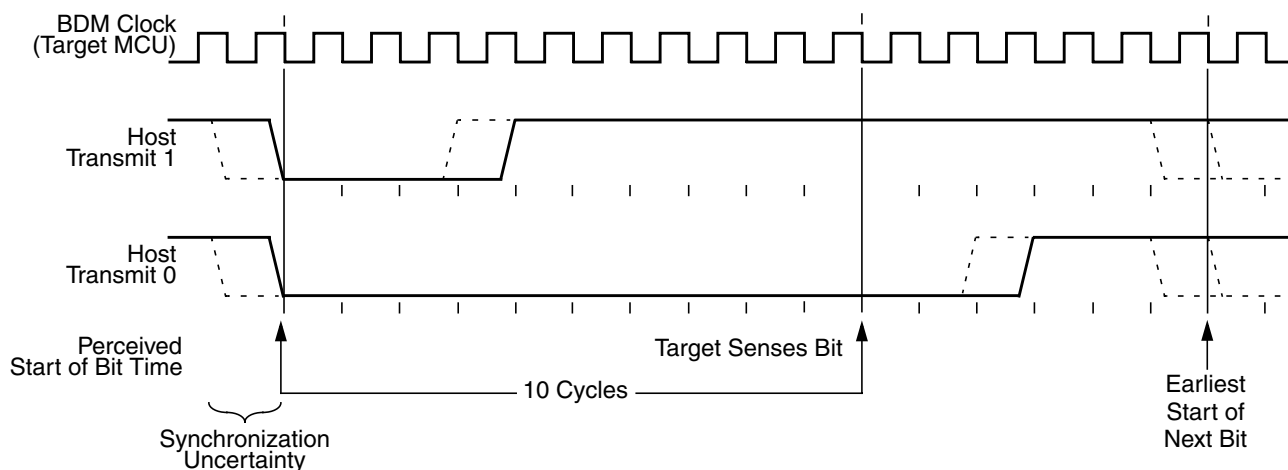 BDM Clock
(Target MCU)
Host
Transmit 1
Host
Transmit 0
Perceived
Start of Bit Time
Target Senses Bit
10 Cycles
Earliest
Start of
Next Bit
Synchronization
Uncertainty